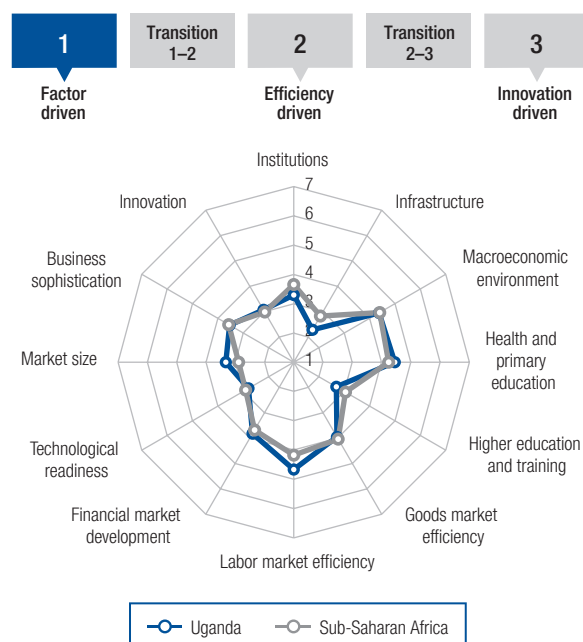 1
Transition
1–2
2
Transition
2–3
3
Factor
driven
Efficiency
driven
Innovation
driven
Institutions
7
6
5
4
3
2
1
Infrastructure
Macroeconomic
environment
Health and
primary
education
Higher education
and training
Goods market
efficiency
Labor market efficiency
Financial market
development
Technological
readiness
Market size
Business
sophistication
Innovation
Uganda
Sub-Saharan Africa